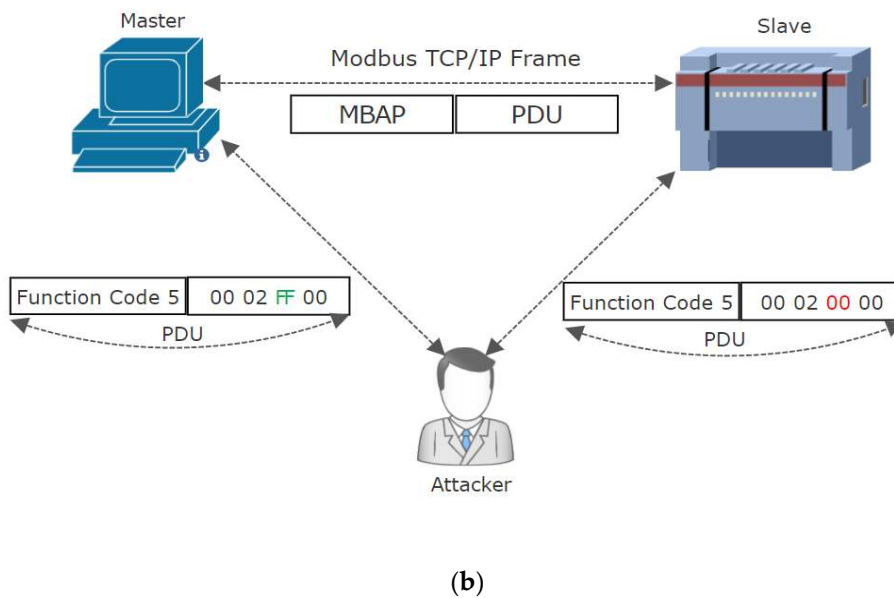 Master
Slave
Modbus TCP/IP Frame
MBAP PDU
Function Code 5 00 02 FF 00
PDU
Function Code 5 00 02 00 00
PDU
Attacker
(b)